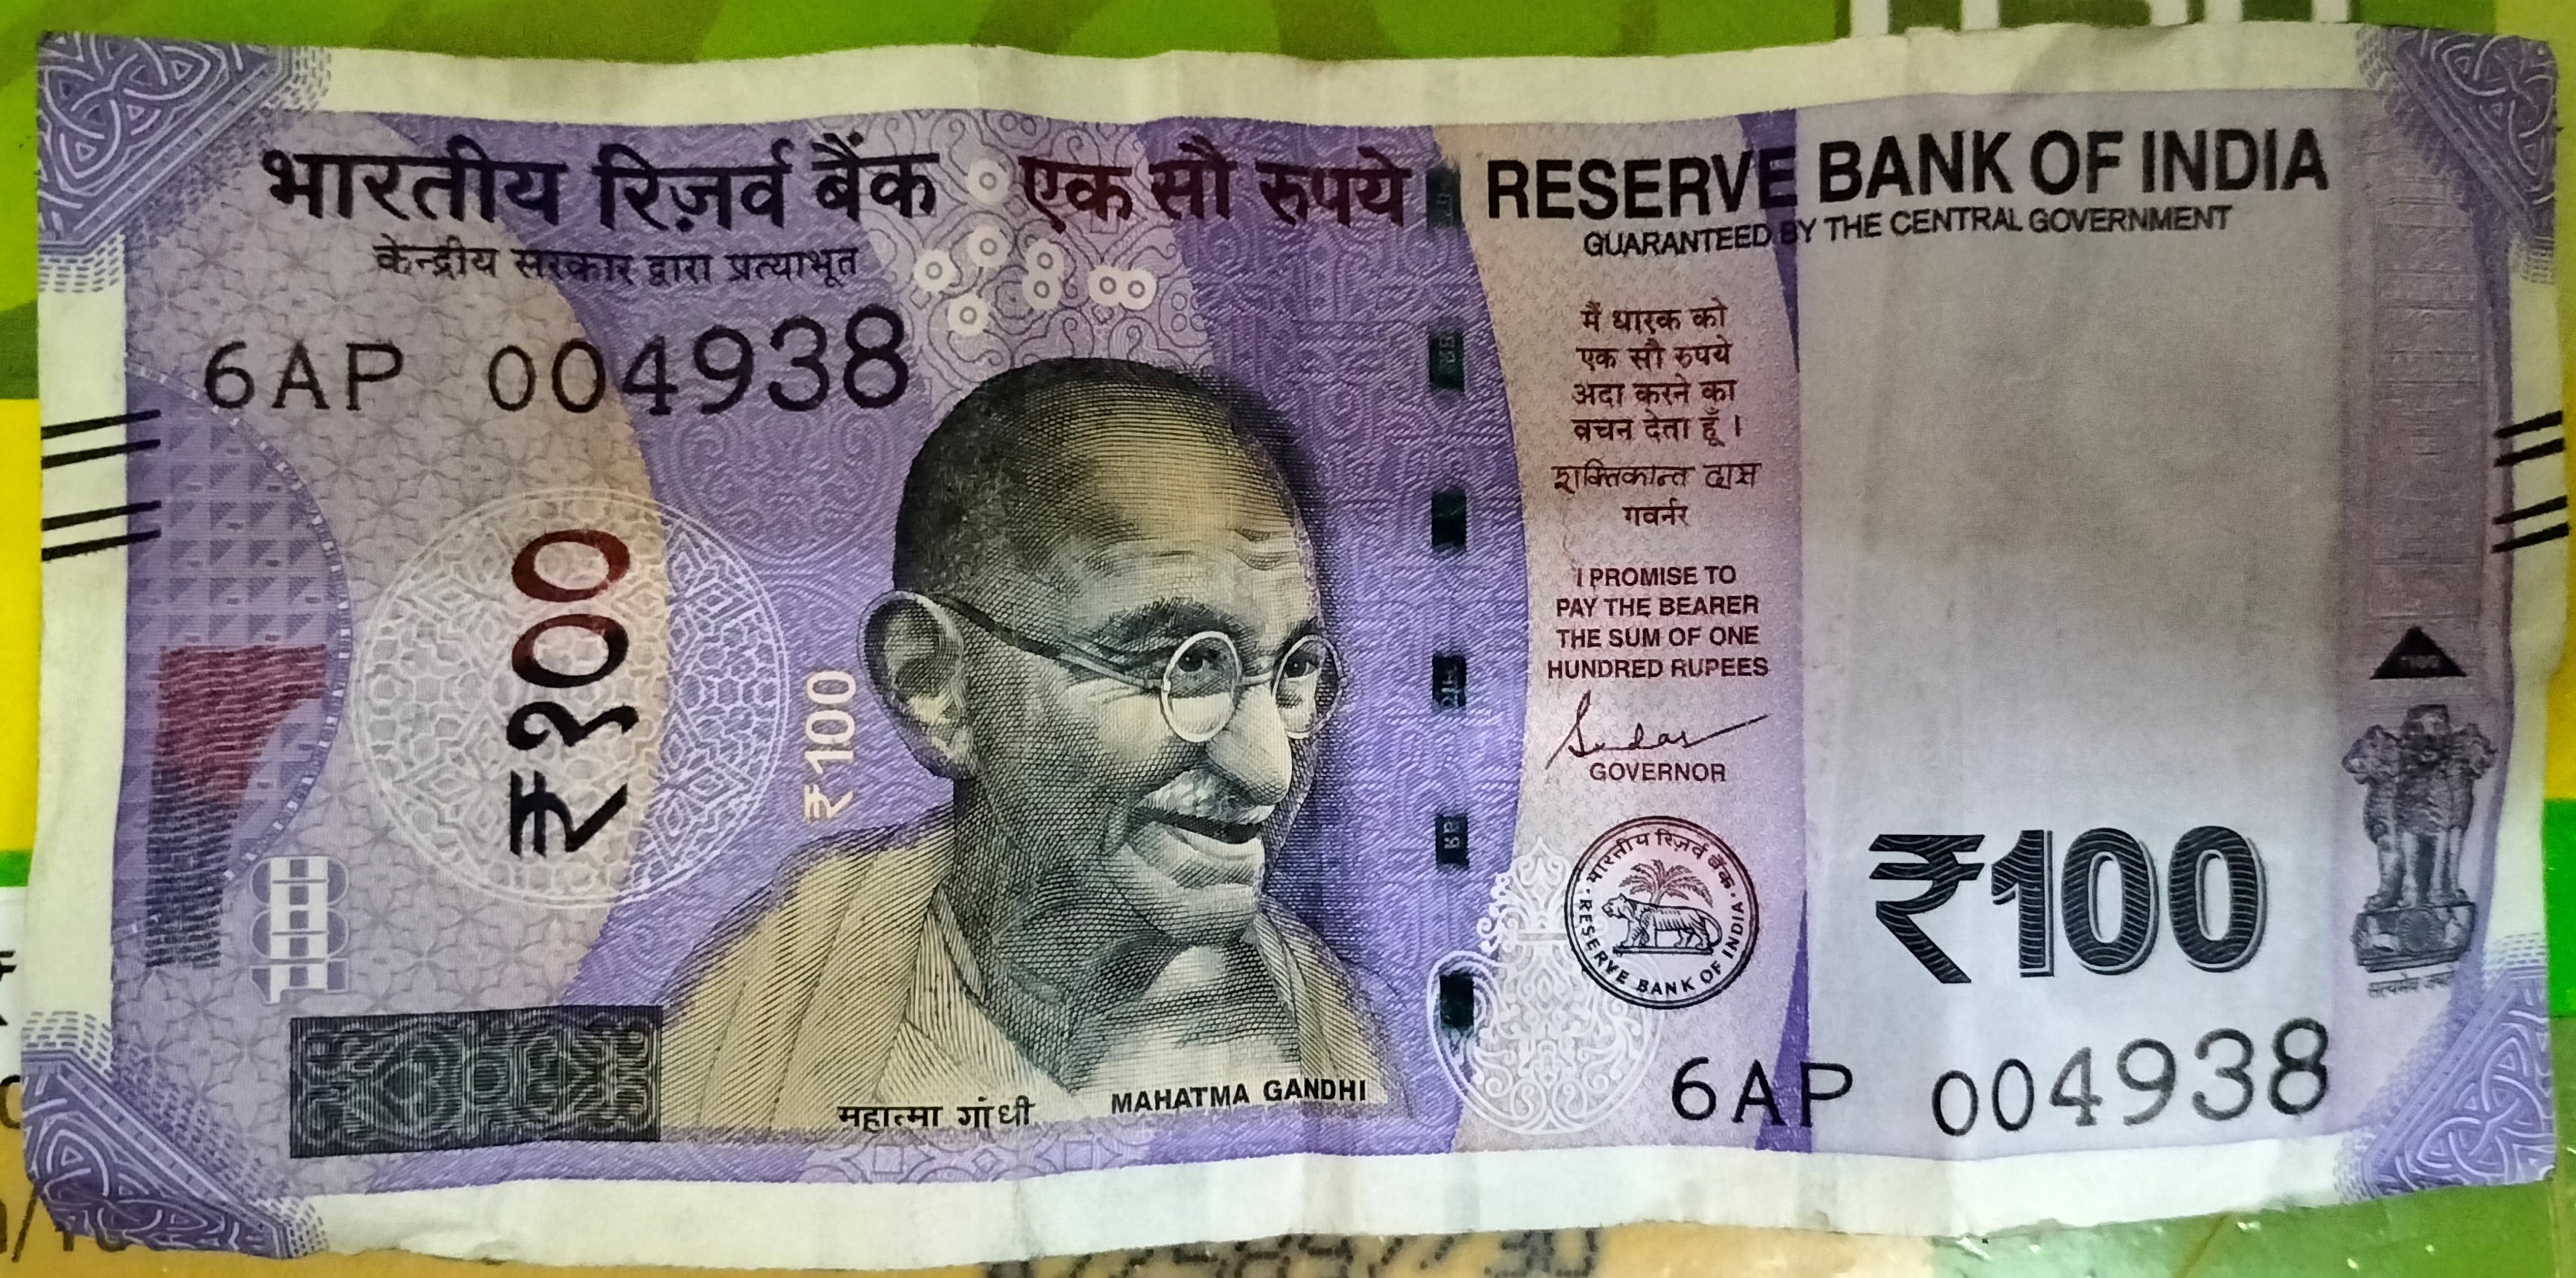 भारतीय रिज़र्व बैंक
एक सौ रुपये
RESERVE BANK OF INDIA
केन्द्रीय सरकार द्वारा प्रत्याभूत
GUARANTEED BY THE CENTRAL GOVERNMENT
6AP 004938
₹१००
₹100
मैं धारक को
एक सौ रुपये
अदा करने का
वचन देता हूँ ।
शक्तिकान्त दास
गवर्नर
I PROMISE TO
PAY THE BEARER
THE SUM OF ONE
HUNDRED RUPEES
GOVERNOR
भारतीय रिज़र्व बैंक
RESERVE BANK OF INDIA
₹100
सत्यमेव जयते
महात्मा गांधी
MAHATMA GANDHI
6AP 004938